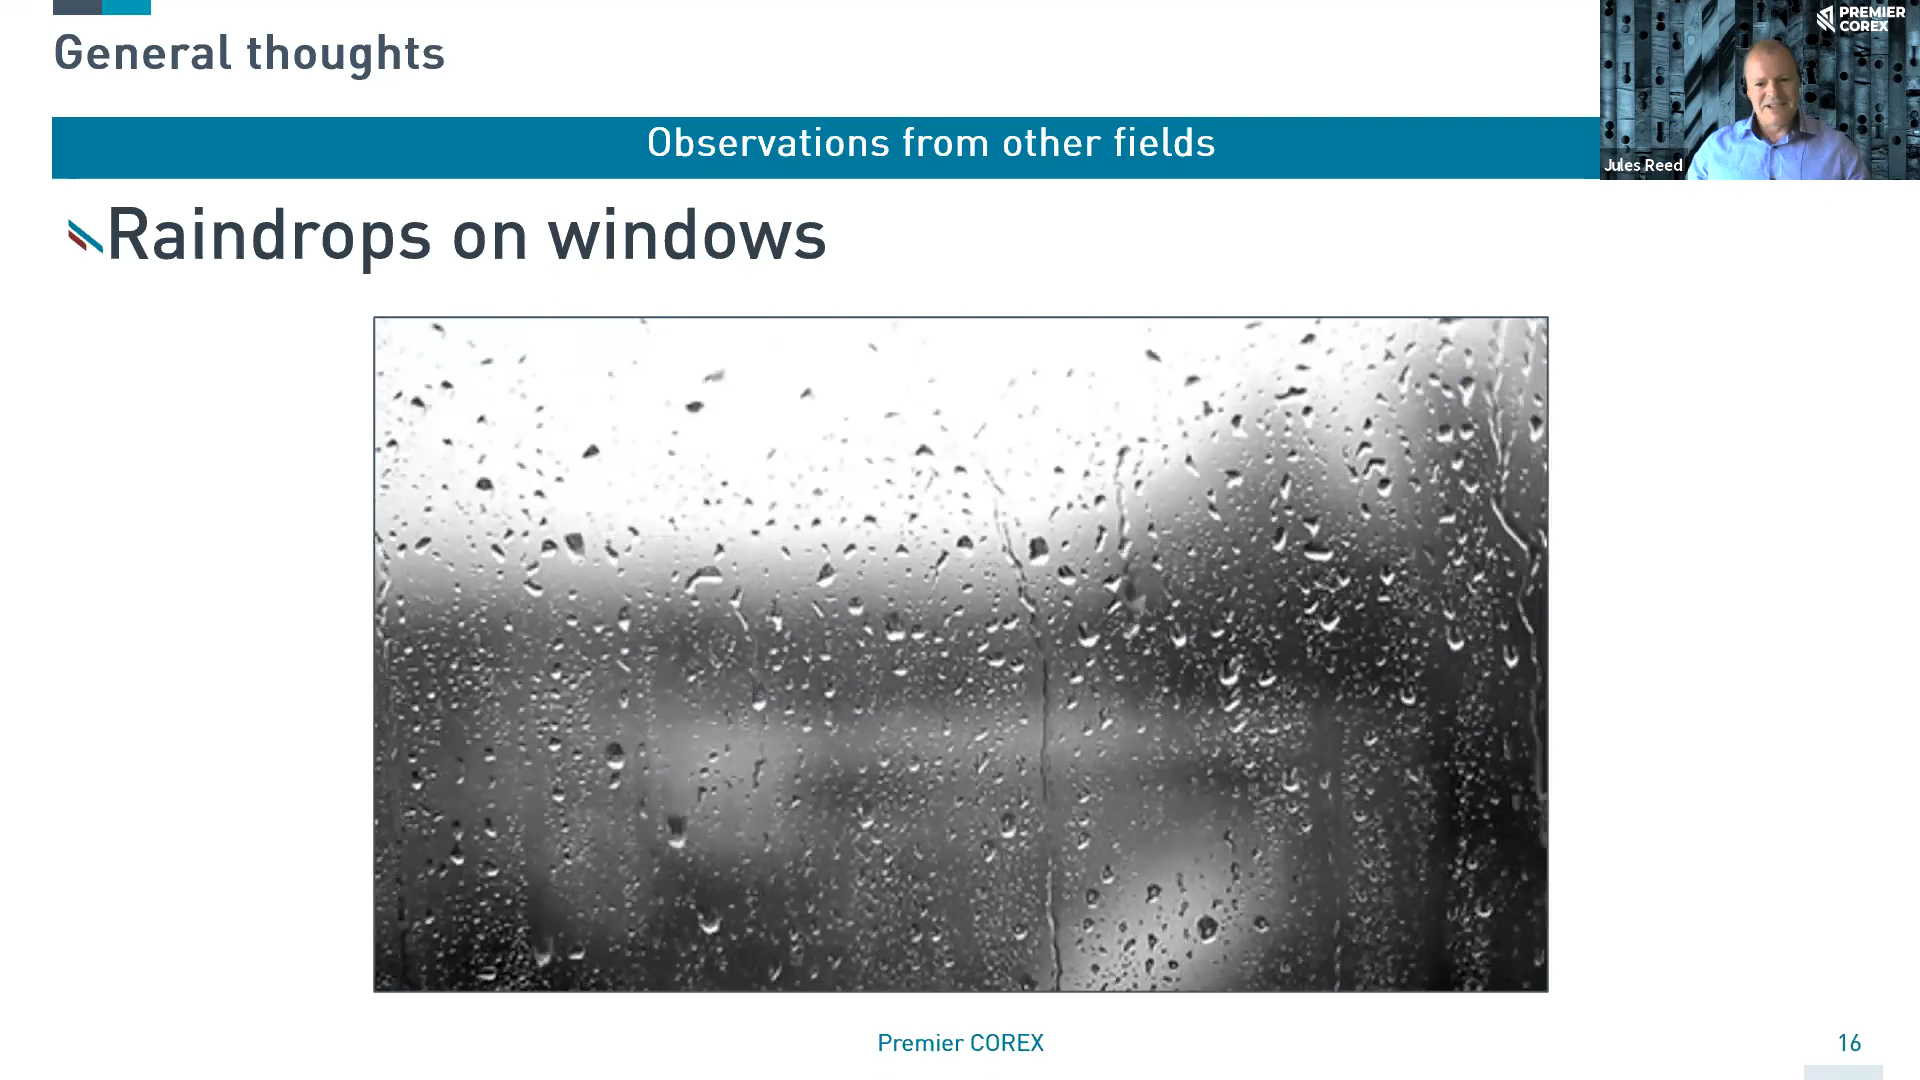 General thoughts
PREMIER
COREX
Observations from other fields
Jules Reed
Raindrops on windows
Premier COREX
16